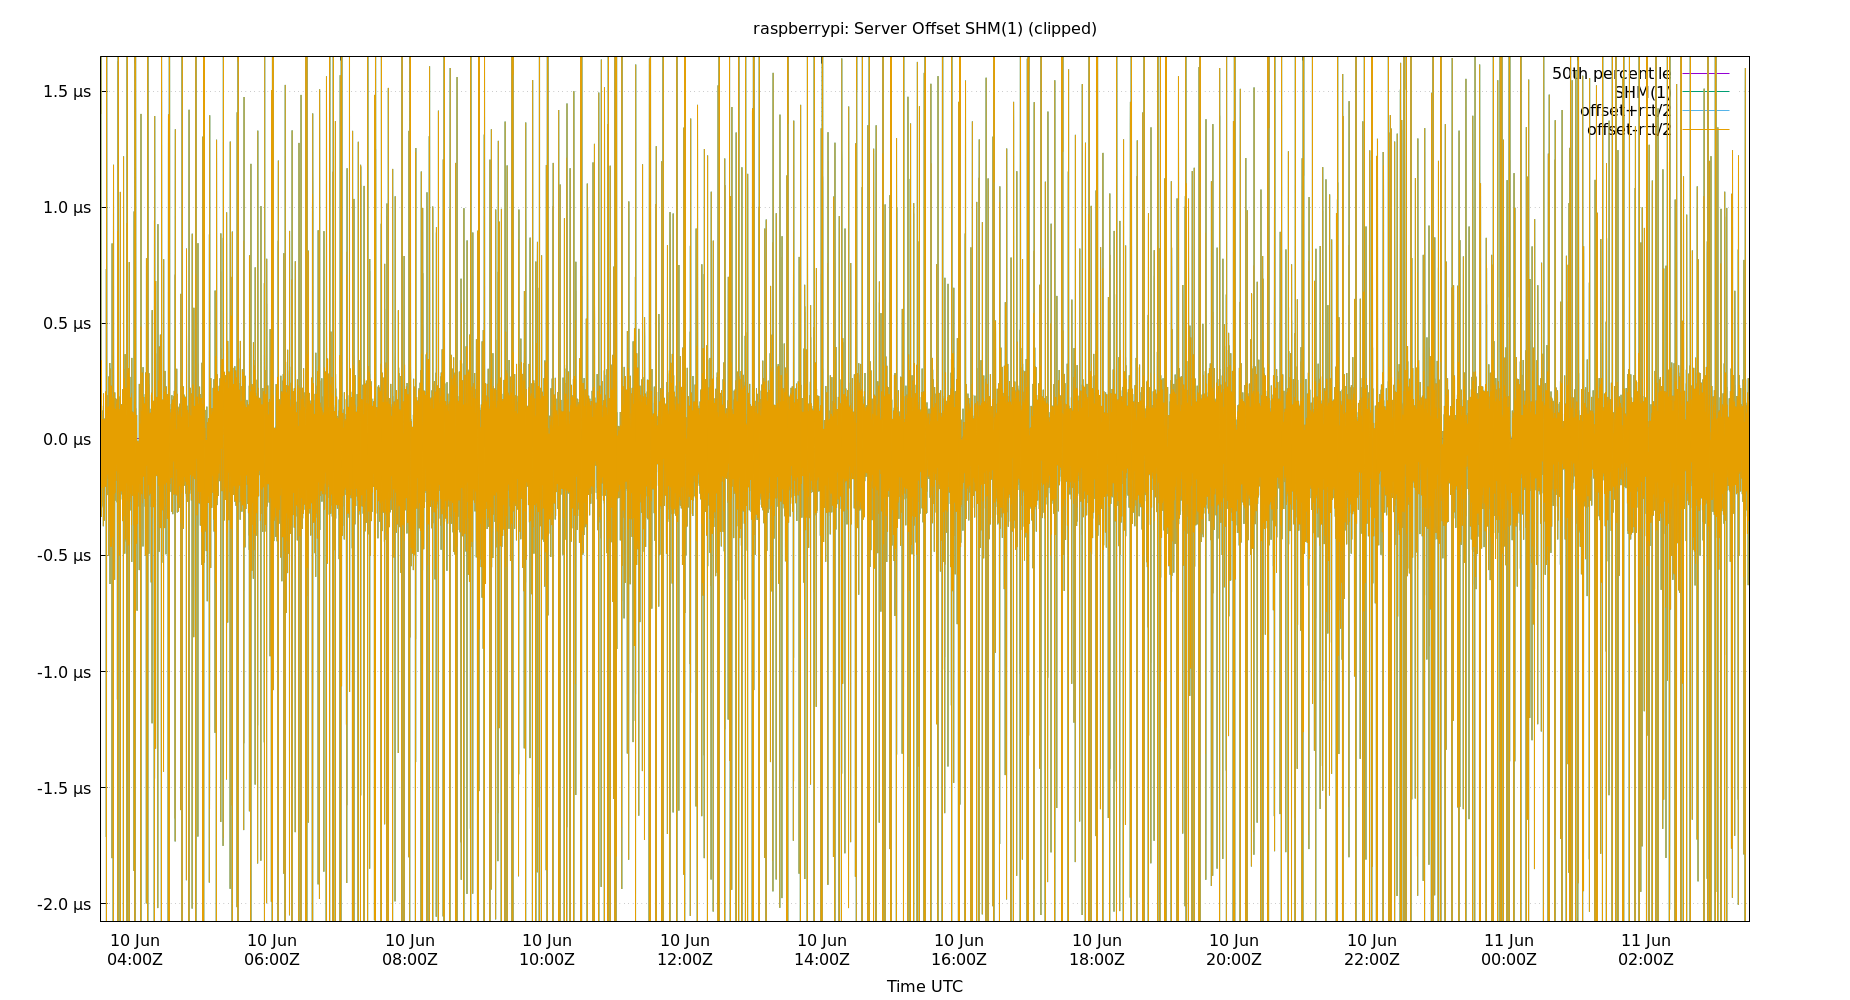 raspberrypi: Server Offset SHM(1) (clipped)
50th percentile
SHM(1)
offset+rtt/2
offset-rtt/2
1.5 µs
1.0 µs
0.5 µs
0.0 µs
-0.5 µs
-1.0 µs
-1.5 µs
-2.0 µs
10 Jun 10 Jun 10 Jun 10 Jun 10 Jun 10 Jun 10 Jun 10 Jun 10 Jun 10 Jun 11 Jun 11 Jun
04:00Z 06:00Z 08:00Z 10:00Z 12:00Z 14:00Z 16:00Z 18:00Z 20:00Z 22:00Z 00:00Z 02:00Z
Time UTC